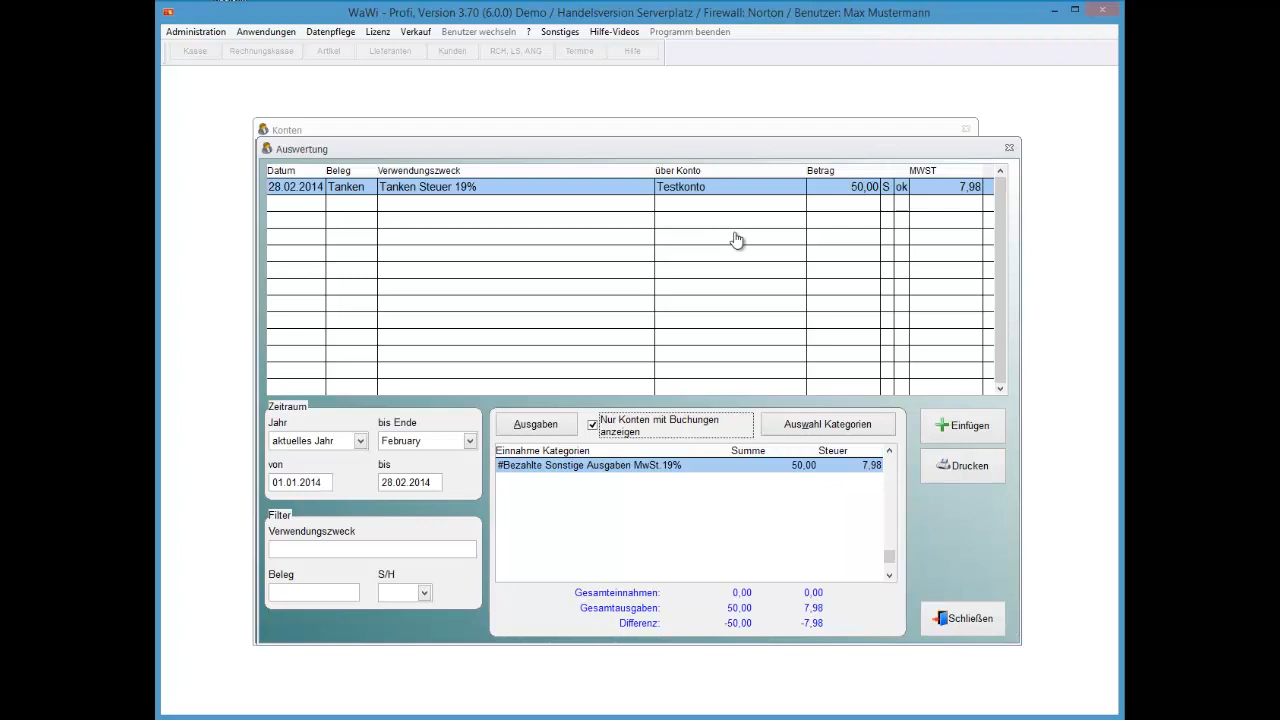 WaWi - Profi, Version 3.70 (6.0.0) Demo / Handelsversion Serverplatz / Firewall: Norton / Benutzer: Max Mustermann
Administration Anwendungen Datenpflege Lizenz Verkauf Benutzer wechseln ? Sonstiges Hilfe-Videos Programm beenden
Kasse Rechnungskasse Artikel Lieferanten Kunden RCH, LS, ANG Termine Hilfe
Konten
Auswertung
Datum Beleg Verwendungszweck über Konto Betrag MWST
28.02.2014 Tanken Tanken Steuer 19% Testkonto 50,00 S ok 7,98
Zeitraum
Jahr bis Ende
aktuelles Jahr February
von bis
01.01.2014 28.02.2014
Filter
Verwendungszweck
Beleg S/H
Ausgaben
Nur Konten mit Buchungen
anzeigen
Auswahl Kategorien
Einnahme Kategorien Summe Steuer
#Bezahlte Sonstige Ausgaben MwSt.19% 50,00 7,98
Gesamteinnahmen: 0,00 0,00
Gesamtausgaben: 50,00 7,98
Differenz: -50,00 -7,98
Einfügen
Drucken
Schließen